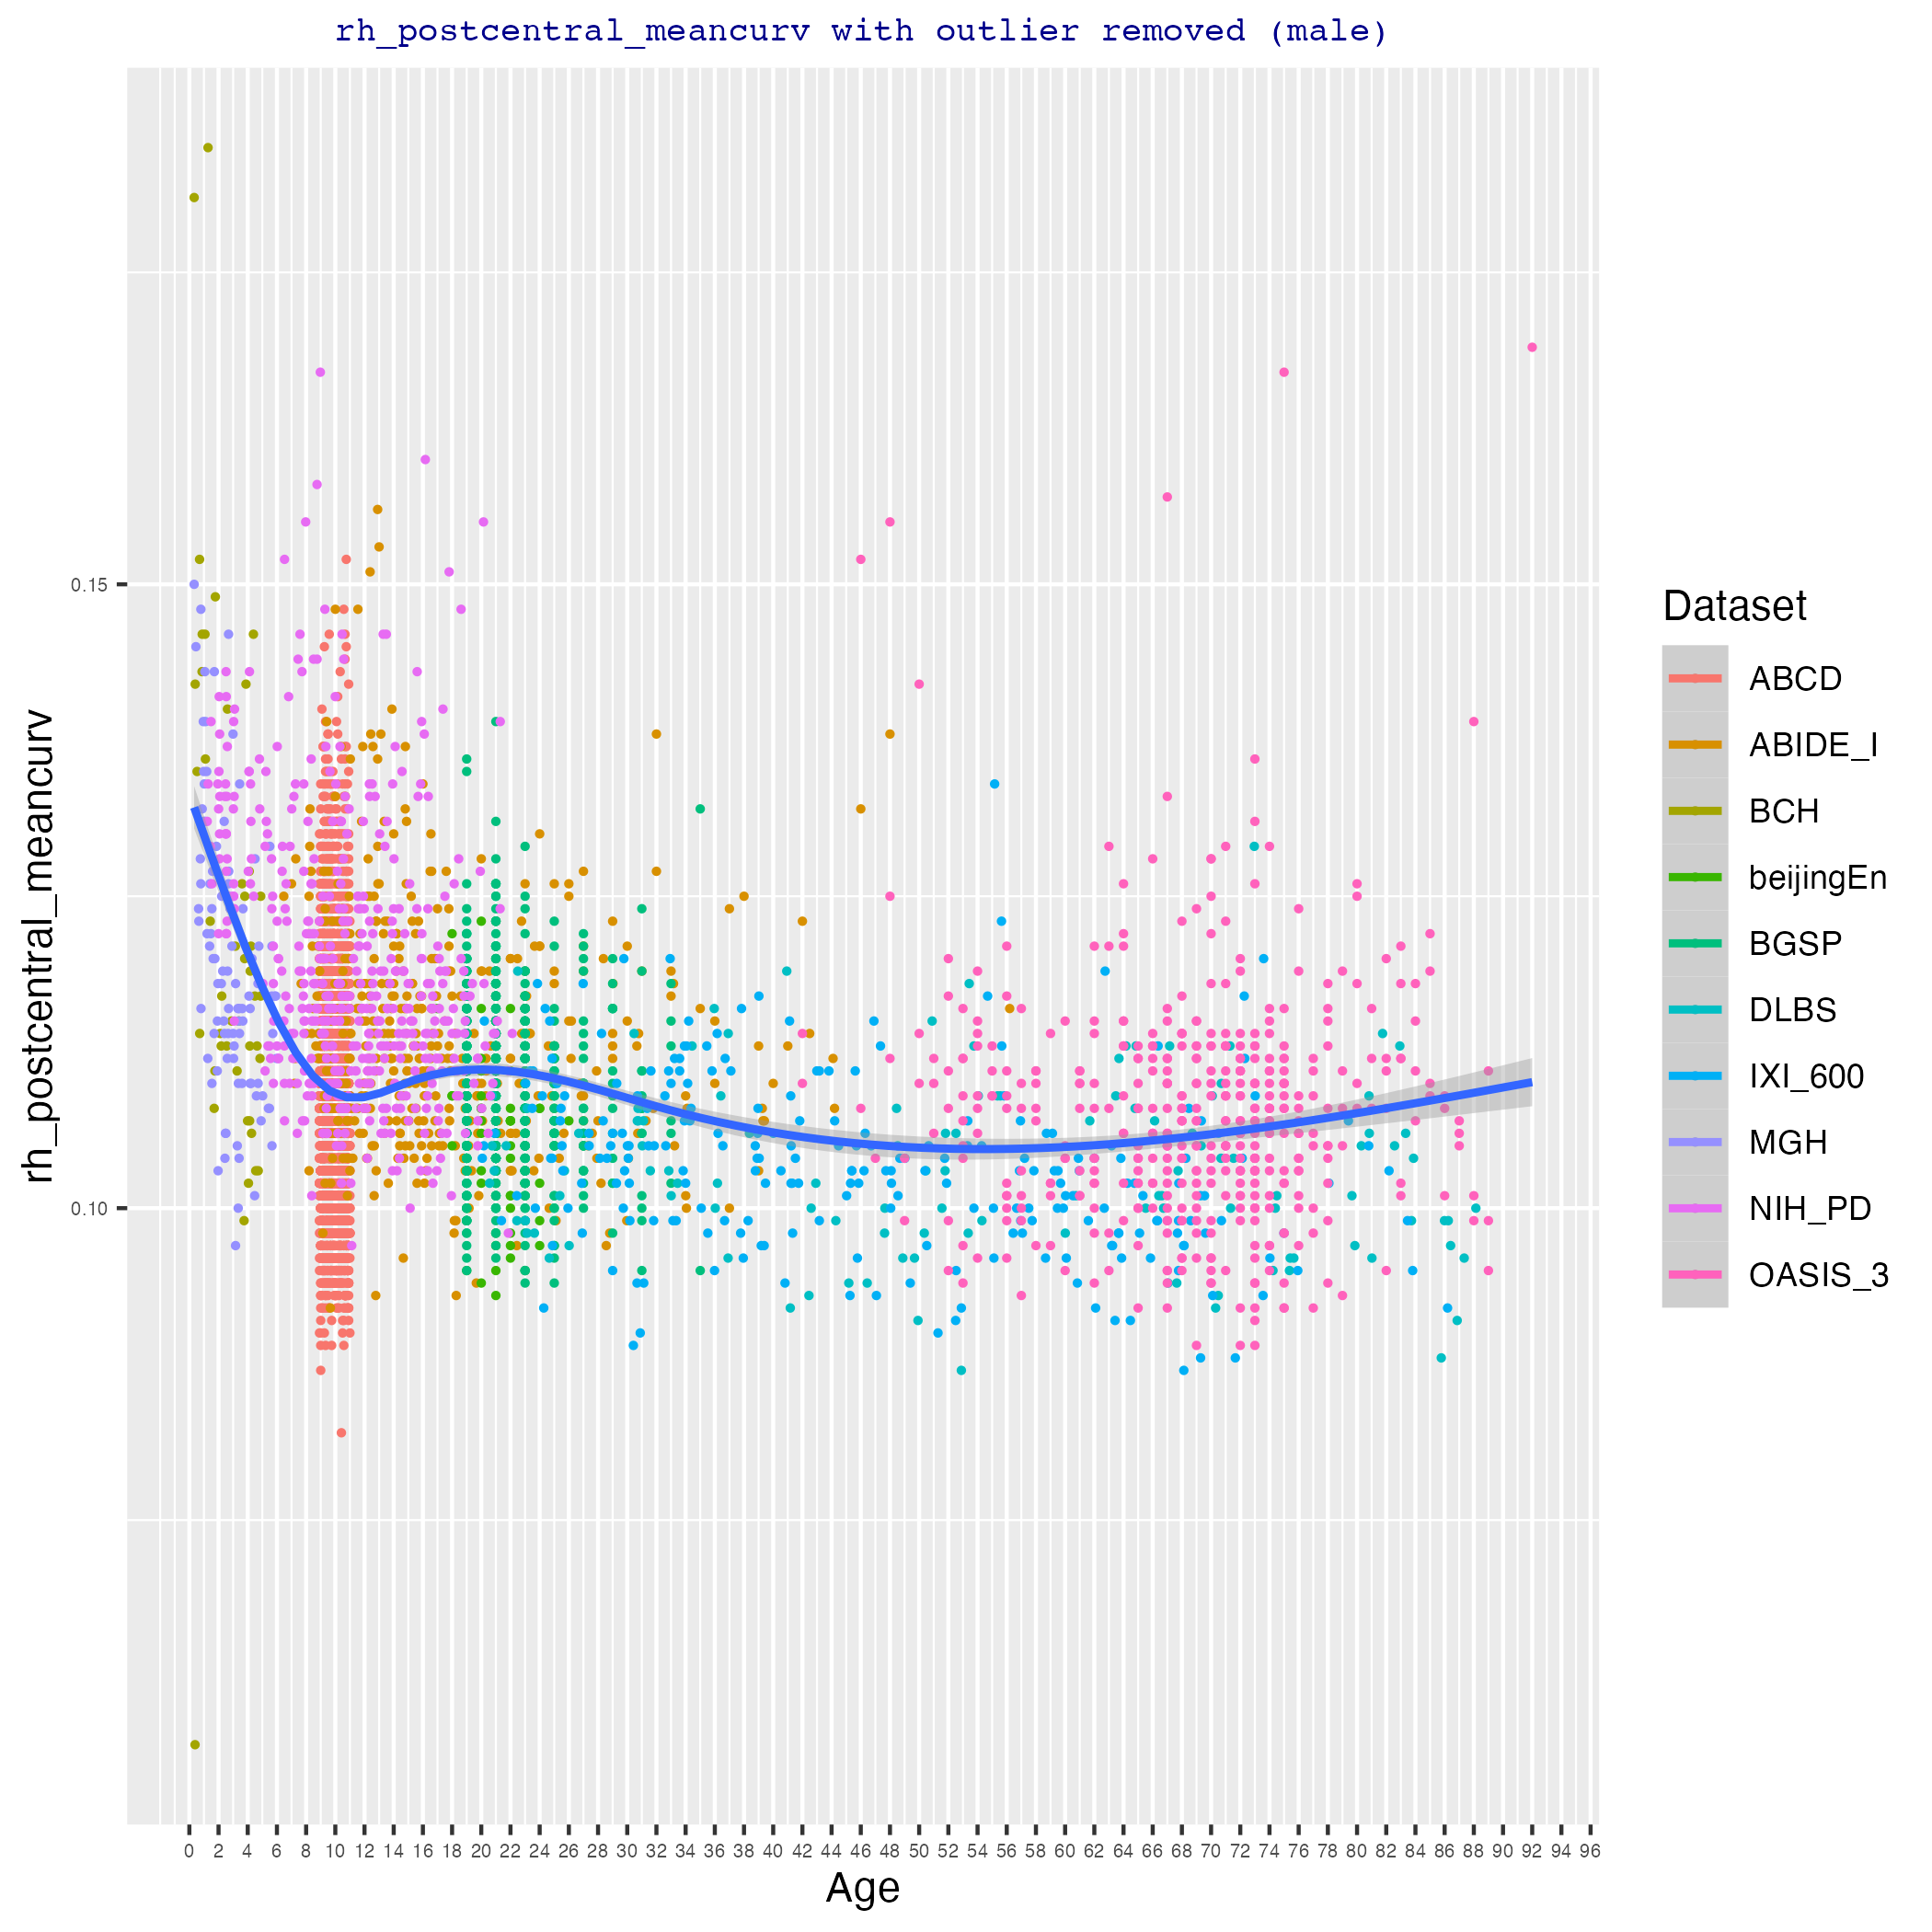 rh_postcentral_meancurv with outlier removed (male)
rh_postcentral_meancurv
0.15
0.10
0 2 4 6 8 10 12 14 16 18 20 22 24 26 28 30 32 34 36 38 40 42 44 46 48 50 52 54 56 58 60 62 64 66 68 70 72 74 76 78 80 82 84 86 88 90 92 94 96
Age
Dataset
ABCD
ABIDE_I
BCH
beijingEn
BGSP
DLBS
IXI_600
MGH
NIH_PD
OASIS_3